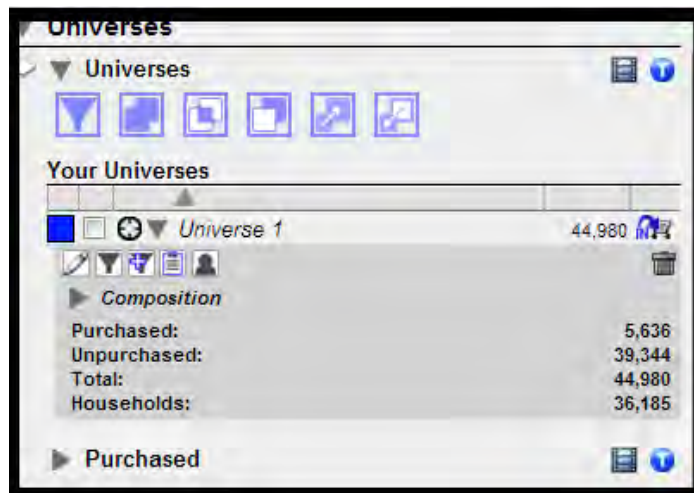 Universes
Universes
Your Universes
Universe 1 44,980 IN
Composition
Purchased: 5,636
Unpurchased: 39,344
Total: 44,980
Households: 36,185
Purchased